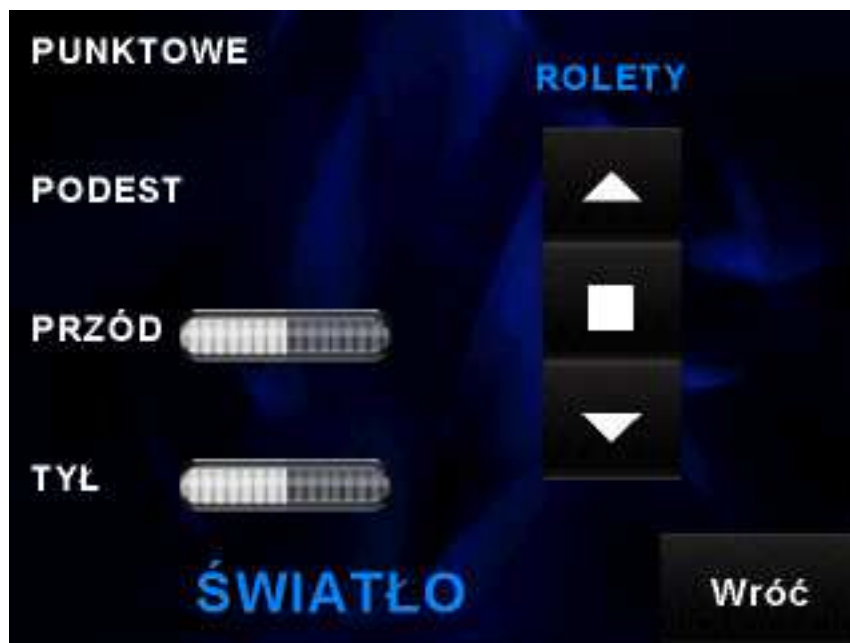 PUNKTOWE
ROLETY
PODEST
PRZÓD
TYŁ
ŚWIATŁO
Wróć